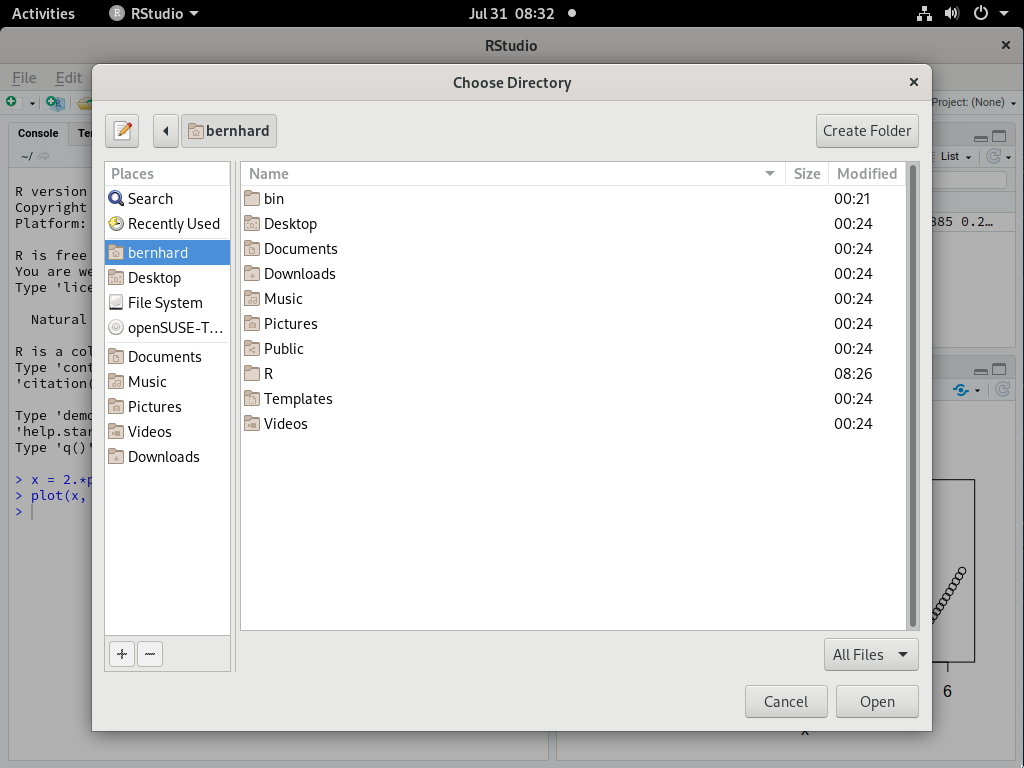 Activities RStudio Jul 31 08:32
RStudio
File Edit
Choose Directory
bernhard Create Folder
Project: (None)
Console Te
~/
List
Places
Search
Recently Used
bernhard
Desktop
File System
openSUSE-T...
Documents
Music
Pictures
Videos
Downloads
Name Size Modified
bin 00:21
Desktop 00:24
Documents 00:24
Downloads 00:24
Music 00:24
Pictures 00:24
Public 00:24
R 08:26
Templates 00:24
Videos 00:24
R version
Copyright
Platform:
R is free
You are we
Type 'lice
Natural
R is a col
Type 'cont
'citation(
Type 'demo
'help.star
Type 'q()'
> x = 2.*p
> plot(x,
>
385 0.2…
6
x
All Files
Cancel Open